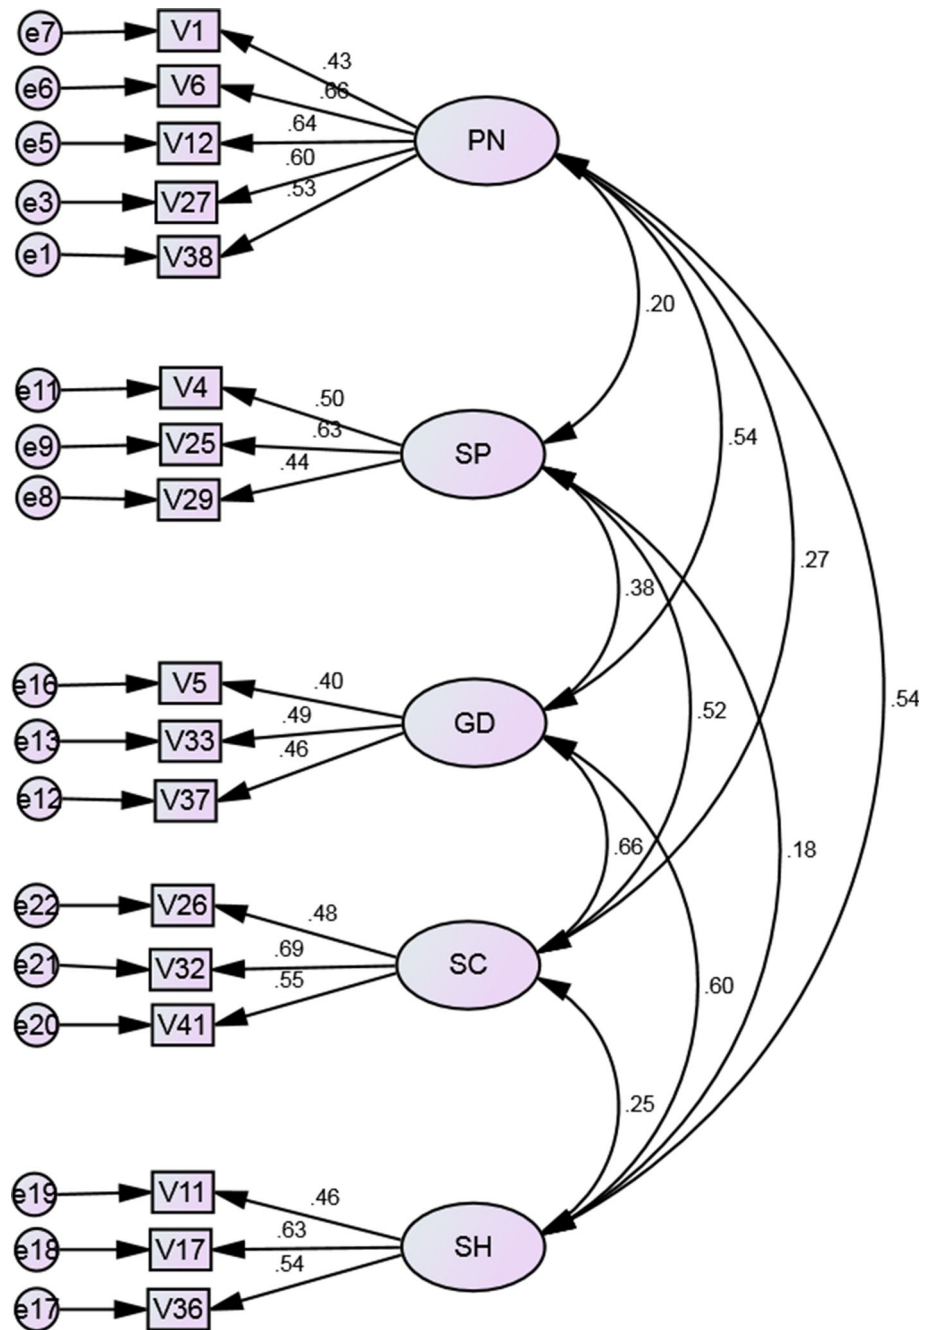 e7 V1
.43
e6 V6 .66
PN
e5 V12 .64
.60
e3 V27 .53
e1 V38
.20
e11 V4 .50
.54
e9 V25 .63
SP
e8 V29 .44
.27
.38
e16 V5 .40
.54
.52
e13 V33 .49
GD
e12 V37 .46
.66 .18
e22 V26 .48
e21 V32 .69
SC
.55
.60
e20 V41
.25
e19 V11 .46
e18 V17 .63
SH
.54
e17 V36